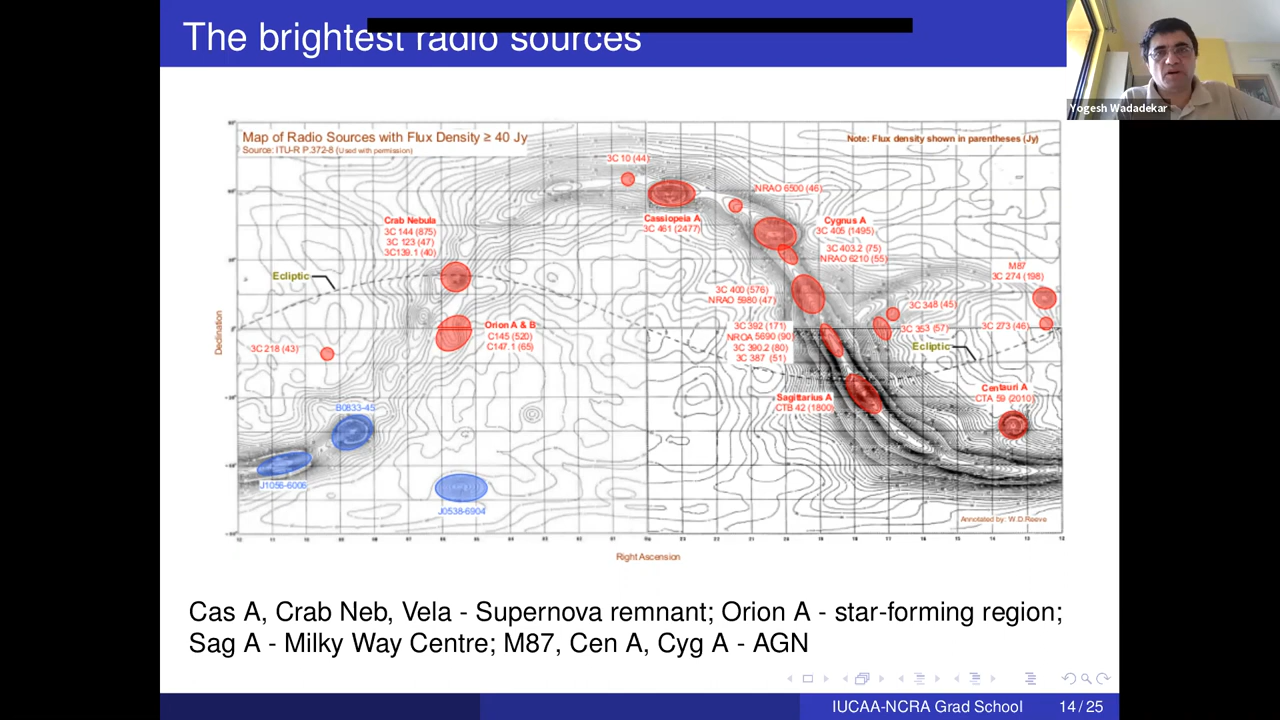 The brightest radio sources
Yogesh Wadadekar
Map of Radio Sources with Flux Density ≥ 40 Jy
Source: ITU-R P.372-8 (Used with permission)
Note: Flux density shown in parentheses (Jy)
3C 10 (44)
NRAO 6500 (46)
Cassiopeia A
3C 461 (2477)
Crab Nebula
3C 144 (875)
3C 123 (47)
3C139.1 (40)
Cygnus A
3C 405 (1495)
3C 403.2 (75)
NRAO 6210 (55)
M87
3C 274 (198)
Ecliptic
3C 400 (576)
NRAO 5980 (47)
3C 348 (45)
Orion A & B
C145 (520)
C147.1 (65)
3C 392 (171)
NROA 5690 (90)
3C 390.2 (80)
3C 387 (51)
3C 353 (57)
3C 273 (46)
Declination
3C 218 (43)
Ecliptic
Sagittarius A
CTB 42 (1800)
Centauri A
CTA 59 (2010)
B0833-45
J1056-6006
J0538-6904
Annotated by: W.D.Reeve
Right Ascension
Cas A, Crab Neb, Vela - Supernova remnant; Orion A - star-forming region;
Sag A - Milky Way Centre; M87, Cen A, Cyg A - AGN
IUCAA-NCRA Grad School 14 / 25